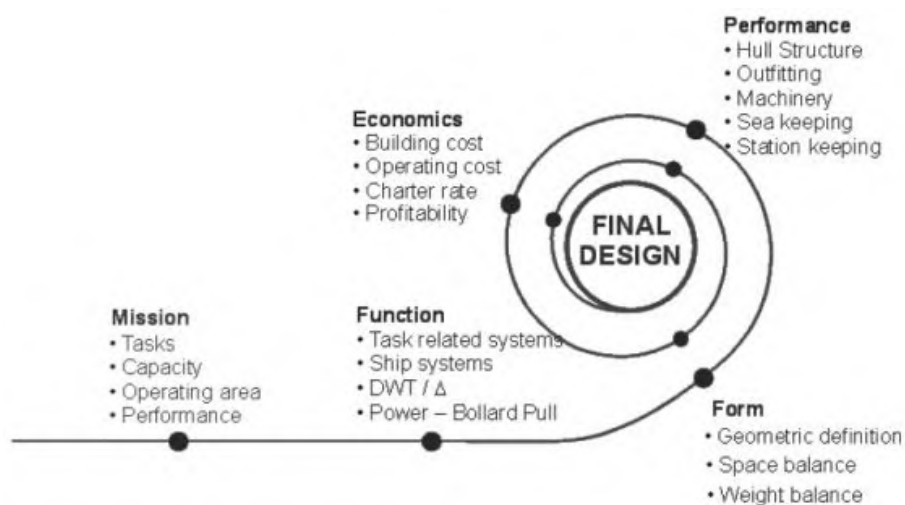 Performance
• Hull Structure
• Outfitting
• Machinery
• Sea keeping
• Station keeping
Economics
• Building cost
• Operating cost
• Charter rate
• Profitability
FINAL
DESIGN
Mission
• Tasks
• Capacity
• Operating area
• Performance
Function
• Task related systems
• Ship systems
• DWT / Δ
• Power – Bollard Pull
Form
• Geometric definition
• Space balance
• Weight balance